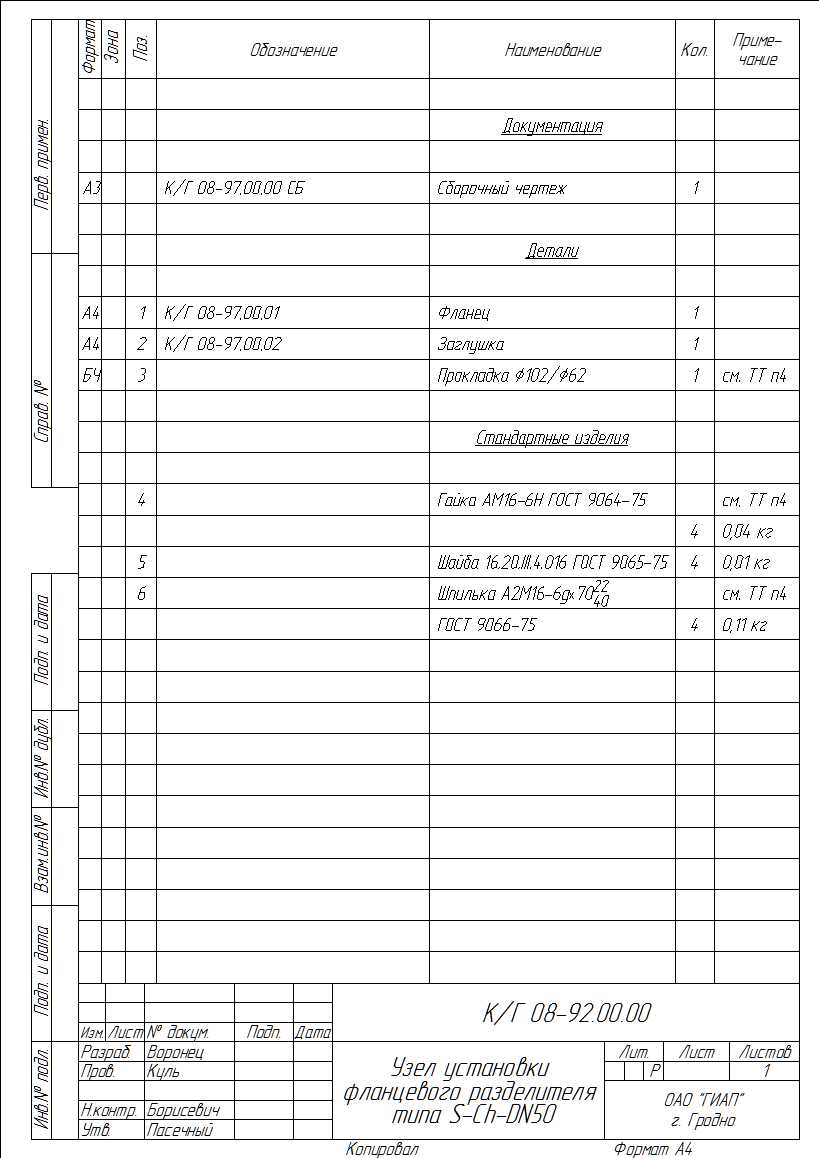 Формат Зона Поз. Обозначение Наименование Кол. Приме-
чание
Документация
А3 К/Г 08-97.00.00 СБ Сборочный чертеж 1
Детали
А4 1 К/Г 08-97.00.01 Фланец 1
А4 2 К/Г 08-97.00.02 Заглушка 1
БЧ 3 Прокладка ϕ102/ϕ62 1 см. ТТ п4
Стандартные изделия
4 Гайка АМ16-6Н ГОСТ 9064-75 см. ТТ п4
4 0,04 кг
5 Шайба 16.20.III.4.016 ГОСТ 9065-75 4 0,01 кг
6 Шпилька А2М16-6gх70 22/40 см. ТТ п4
ГОСТ 9066-75 4 0,11 кг
Перв. примен.
Справ. №
Подп. и дата
Инв.№ дубл.
Взам.инв.№
Подп. и дата
Инв.№ подл.
К/Г 08-92.00.00
Изм. Лист № докум. Подп. Дата
Разраб. Воронец
Пров. Куль
Н.контр. Борисевич
Утв. Пасечный
Узел установки
фланцевого разделителя
типа S-Ch-DN50
Лит. Лист Листов
Р 1
ОАО "ГИАП"
г. Гродно
Копировал Формат А4